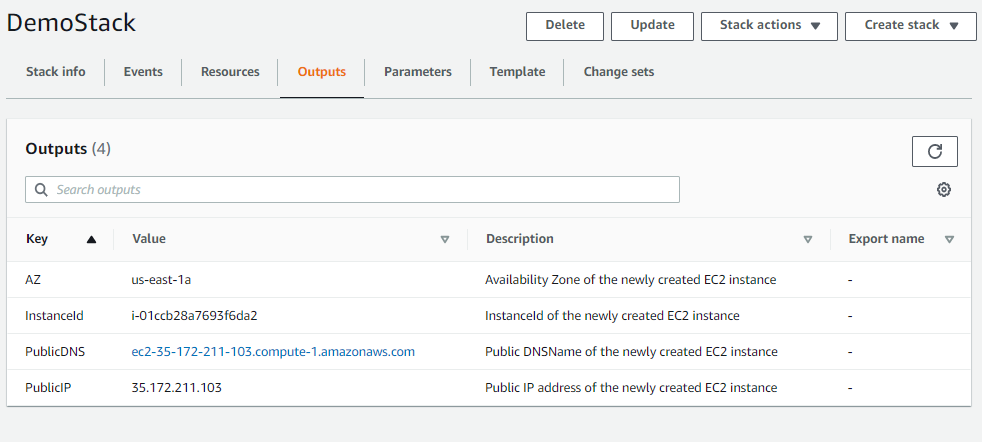 DemoStack
Delete Update Stack actions Create stack
Stack info Events Resources Outputs Parameters Template Change sets
Outputs (4)
Search outputs
Key Value Description Export name
AZ us-east-1a Availability Zone of the newly created EC2 instance -
InstanceId i-01ccb28a7693f6da2 InstanceId of the newly created EC2 instance -
PublicDNS ec2-35-172-211-103.compute-1.amazonaws.com Public DNSName of the newly created EC2 instance -
PublicIP 35.172.211.103 Public IP address of the newly created EC2 instance -